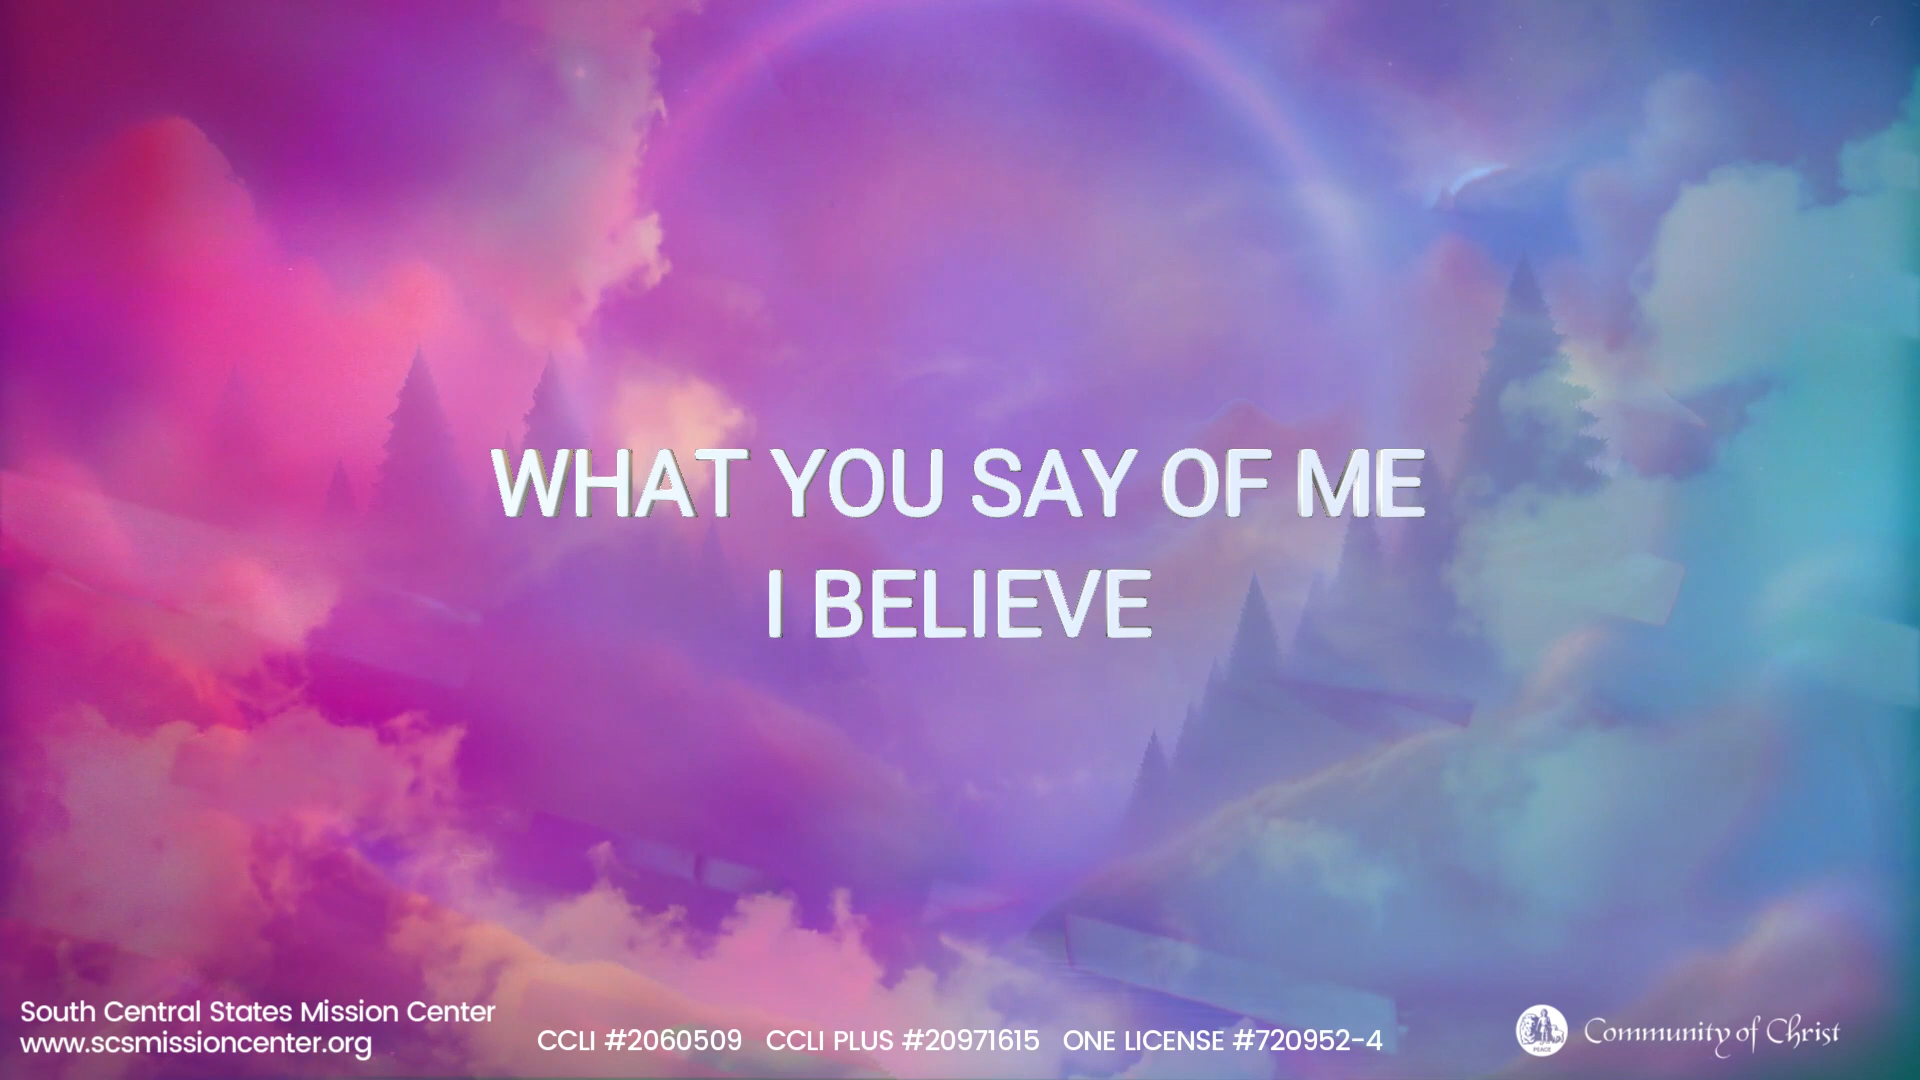 WHAT YOU SAY OF ME
I BELIEVE
South Central States Mission Center
www.scsmissioncenter.org
CCLI #2060509 CCLI PLUS #20971615 ONE LICENSE #720952-4
PEACE
Community of Christ